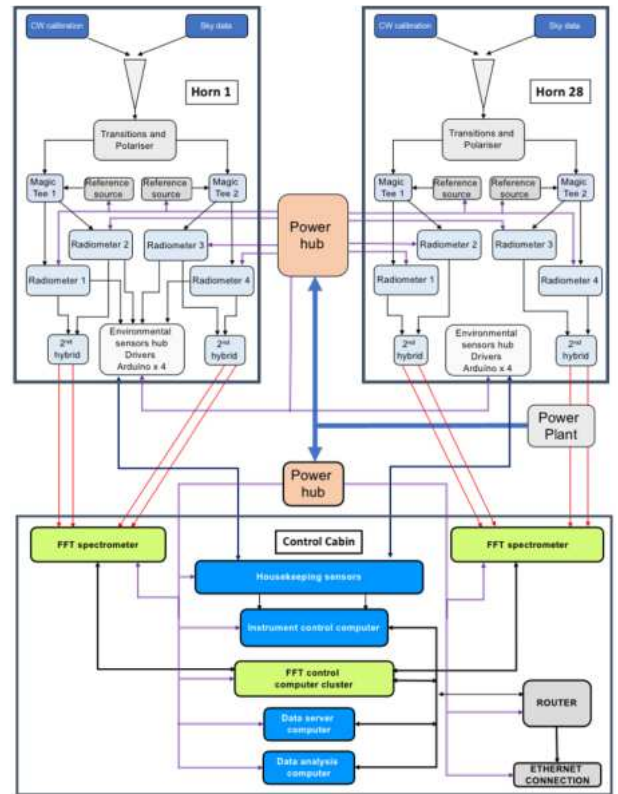 CW calibration
Sky data
Horn 1
Transitions and
Polariser
Magic
Tee 1
Reference
source
Reference
source
Magic
Tee 2
Radiometer 2
Radiometer 3
Radiometer 1
Radiometer 4
2nd
hybrid
Environmental
sensors hub
Drivers
Arduino x 4
2nd
hybrid
CW calibration
Sky data
Horn 28
Transitions and
Polariser
Magic
Tee 1
Reference
source
Reference
source
Magic
Tee 2
Radiometer 2
Radiometer 3
Radiometer 1
Radiometer 4
2nd
hybrid
Environmental
sensors hub
Drivers
Arduino x 4
2nd
hybrid
Power
hub
Power
Plant
Power
hub
Control Cabin
FFT spectrometer
FFT spectrometer
Housekeeping sensors
Instrument control computer
FFT control
computer cluster
Data server
computer
Data analysis
computer
ROUTER
ETHERNET
CONNECTION